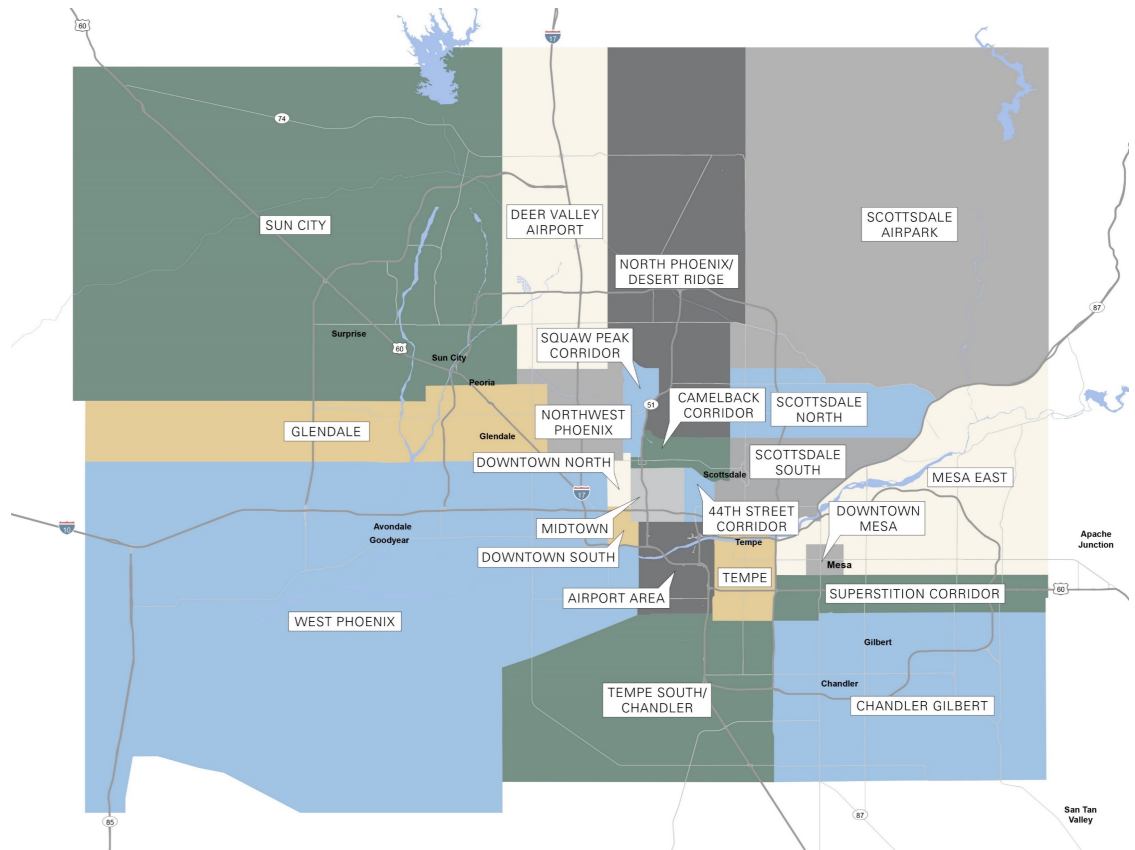 60
17
74
SUN CITY
DEER VALLEY
AIRPORT
SCOTTSDALE
AIRPARK
NORTH PHOENIX/
DESERT RIDGE
87
Surprise
60
Sun City
SQUAW PEAK
CORRIDOR
Peoria
51
CAMELBACK
CORRIDOR
SCOTTSDALE
NORTH
GLENDALE
Glendale
NORTHWEST
PHOENIX
DOWNTOWN NORTH
Scottsdale
SCOTTSDALE
SOUTH
MESA EAST
17
10
Avondale
Goodyear
MIDTOWN
44TH STREET
CORRIDOR
DOWNTOWN
MESA
Apache
Junction
DOWNTOWN SOUTH
Tempe
TEMPE
Mesa
AIRPORT AREA
SUPERSTITION CORRIDOR
60
WEST PHOENIX
Gilbert
Chandler
TEMPE SOUTH/
CHANDLER
CHANDLER GILBERT
85
87
San Tan
Valley